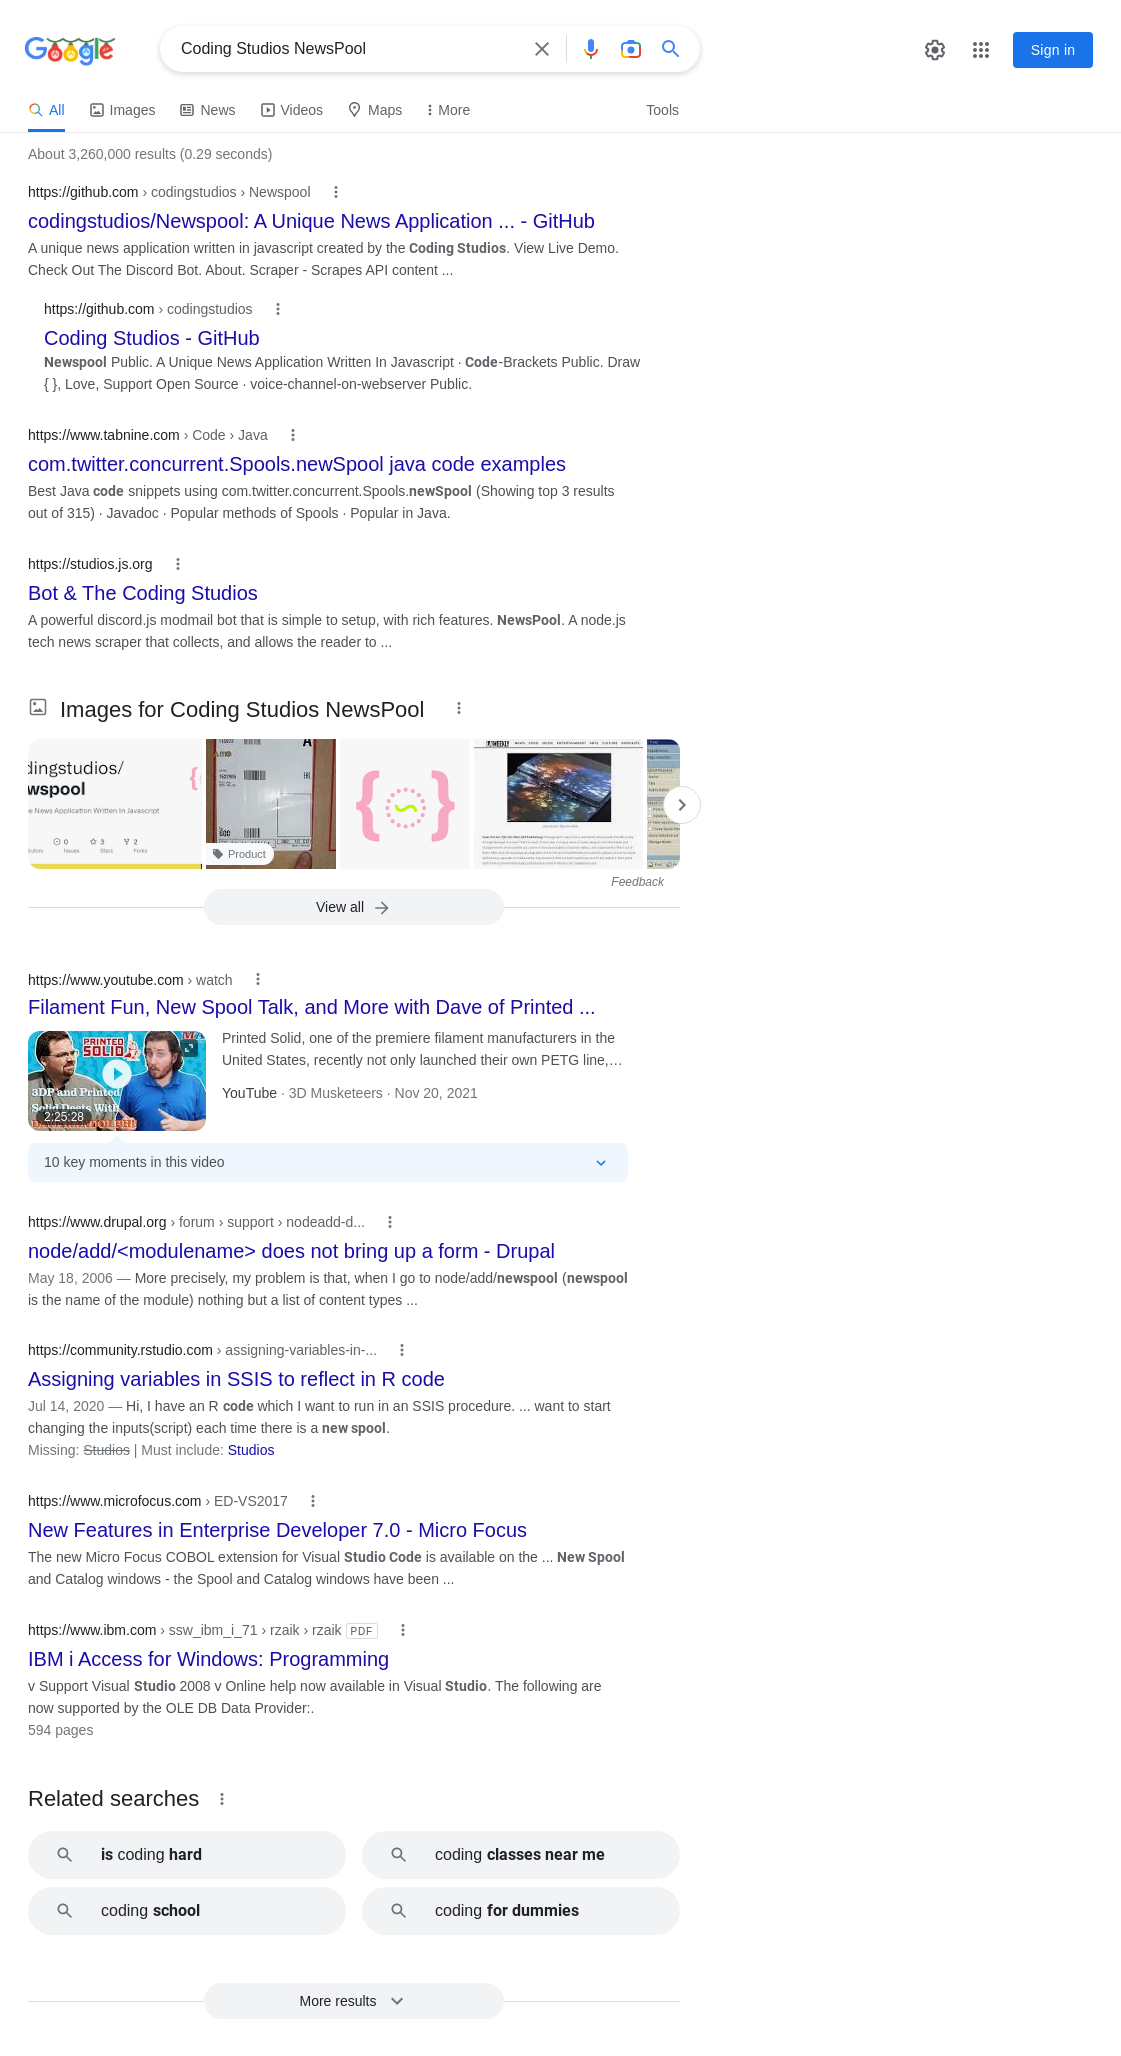 Google
Coding Studios NewsPool
Sign in
All
Images
News
Videos
Maps
More
Tools
About 3,260,000 results (0.29 seconds)
https://github.com › codingstudios › Newspool
codingstudios/Newspool: A Unique News Application ... - GitHub
A unique news application written in javascript created by the Coding Studios. View Live Demo.
Check Out The Discord Bot. About. Scraper - Scrapes API content ...
https://github.com › codingstudios
Coding Studios - GitHub
Newspool Public. A Unique News Application Written In Javascript · Code-Brackets Public. Draw
{ }, Love, Support Open Source · voice-channel-on-webserver Public.
https://www.tabnine.com › Code › Java
com.twitter.concurrent.Spools.newSpool java code examples
Best Java code snippets using com.twitter.concurrent.Spools.newSpool (Showing top 3 results
out of 315) · Javadoc · Popular methods of Spools · Popular in Java.
https://studios.js.org
Bot & The Coding Studios
A powerful discord.js modmail bot that is simple to setup, with rich features. NewsPool. A node.js
tech news scraper that collects, and allows the reader to ...
Images for Coding Studios NewsPool
dingstudios/
wspool
e News Application Written In Javascript
0
3
2
Issues
Stars
Forks
Product
WEEKLY
Feedback
View all
https://www.youtube.com › watch
Filament Fun, New Spool Talk, and More with Dave of Printed ...
PRINTED
SOLID
3DP and Printed
Solid Deets With
2:25:28
Printed Solid, one of the premiere filament manufacturers in the
United States, recently not only launched their own PETG line,…
YouTube · 3D Musketeers · Nov 20, 2021
10 key moments in this video
https://www.drupal.org › forum › support › nodeadd-d...
node/add/<modulename> does not bring up a form - Drupal
May 18, 2006 — More precisely, my problem is that, when I go to node/add/newspool (newspool
is the name of the module) nothing but a list of content types ...
https://community.rstudio.com › assigning-variables-in-...
Assigning variables in SSIS to reflect in R code
Jul 14, 2020 — Hi, I have an R code which I want to run in an SSIS procedure. ... want to start
changing the inputs(script) each time there is a new spool.
Missing: Studios | Must include: Studios
https://www.microfocus.com › ED-VS2017
New Features in Enterprise Developer 7.0 - Micro Focus
The new Micro Focus COBOL extension for Visual Studio Code is available on the ... New Spool
and Catalog windows - the Spool and Catalog windows have been ...
https://www.ibm.com › ssw_ibm_i_71 › rzaik › rzaik PDF
IBM i Access for Windows: Programming
v Support Visual Studio 2008 v Online help now available in Visual Studio. The following are
now supported by the OLE DB Data Provider:.
594 pages
Related searches
is coding hard
coding classes near me
coding school
coding for dummies
More results